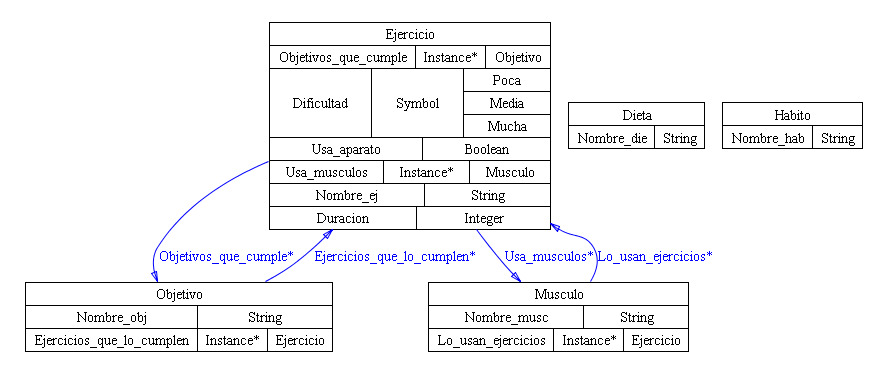 Ejercicio
Objetivos_que_cumple Instance* Objetivo
Dificultad Symbol Poca
Media
Mucha
Usa_aparato Boolean
Usa_musculos Instance* Musculo
Nombre_ej String
Duracion Integer
Dieta
Nombre_die String
Habito
Nombre_hab String
Objetivos_que_cumple* Ejercicios_que_lo_cumplen* Usa_musculos* Lo_usan_ejercicios*
Objetivo
Nombre_obj String
Ejercicios_que_lo_cumplen Instance* Ejercicio
Musculo
Nombre_musc String
Lo_usan_ejercicios Instance* Ejercicio